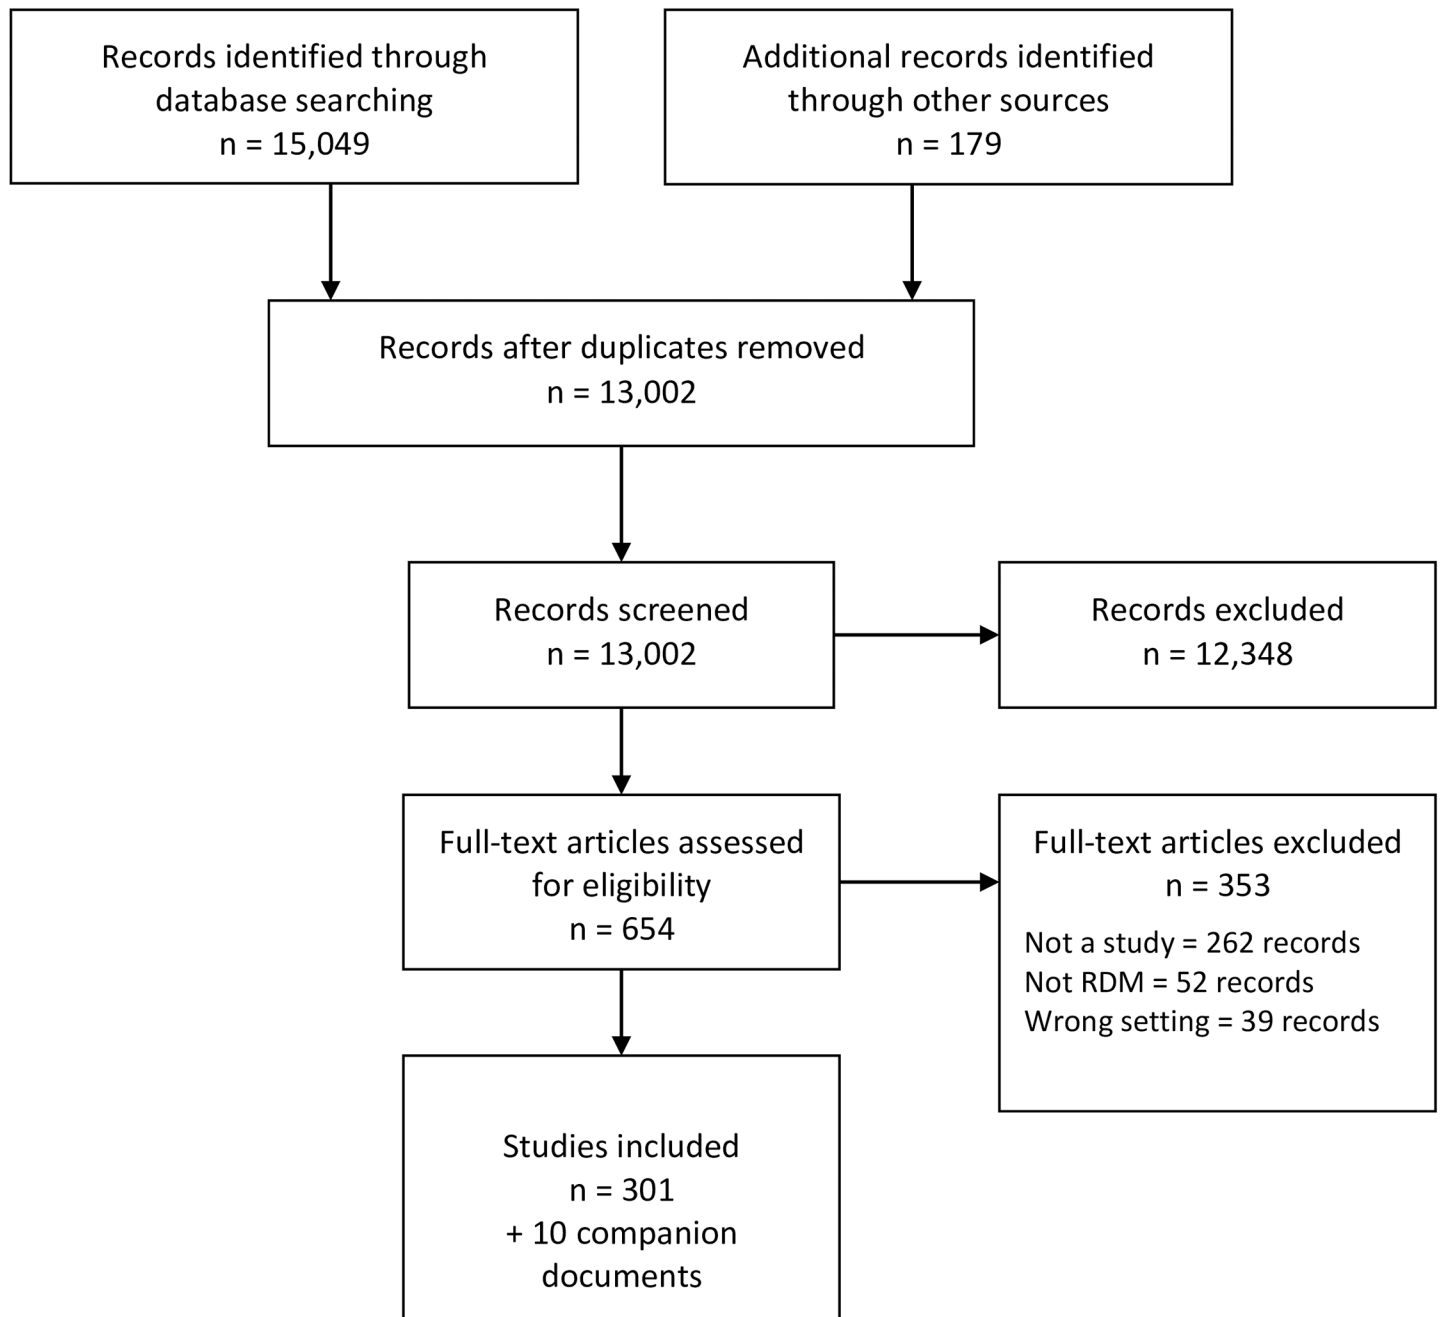 Records identified through
database searching
n = 15,049
Additional records identified
through other sources
n = 179
Records after duplicates removed
n = 13,002
Records screened
n = 13,002
Records excluded
n = 12,348
Full-text articles assessed
for eligibility
n = 654
Full-text articles excluded
n = 353
Not a study = 262 records
Not RDM = 52 records
Wrong setting = 39 records
Studies included
n = 301
+ 10 companion
documents